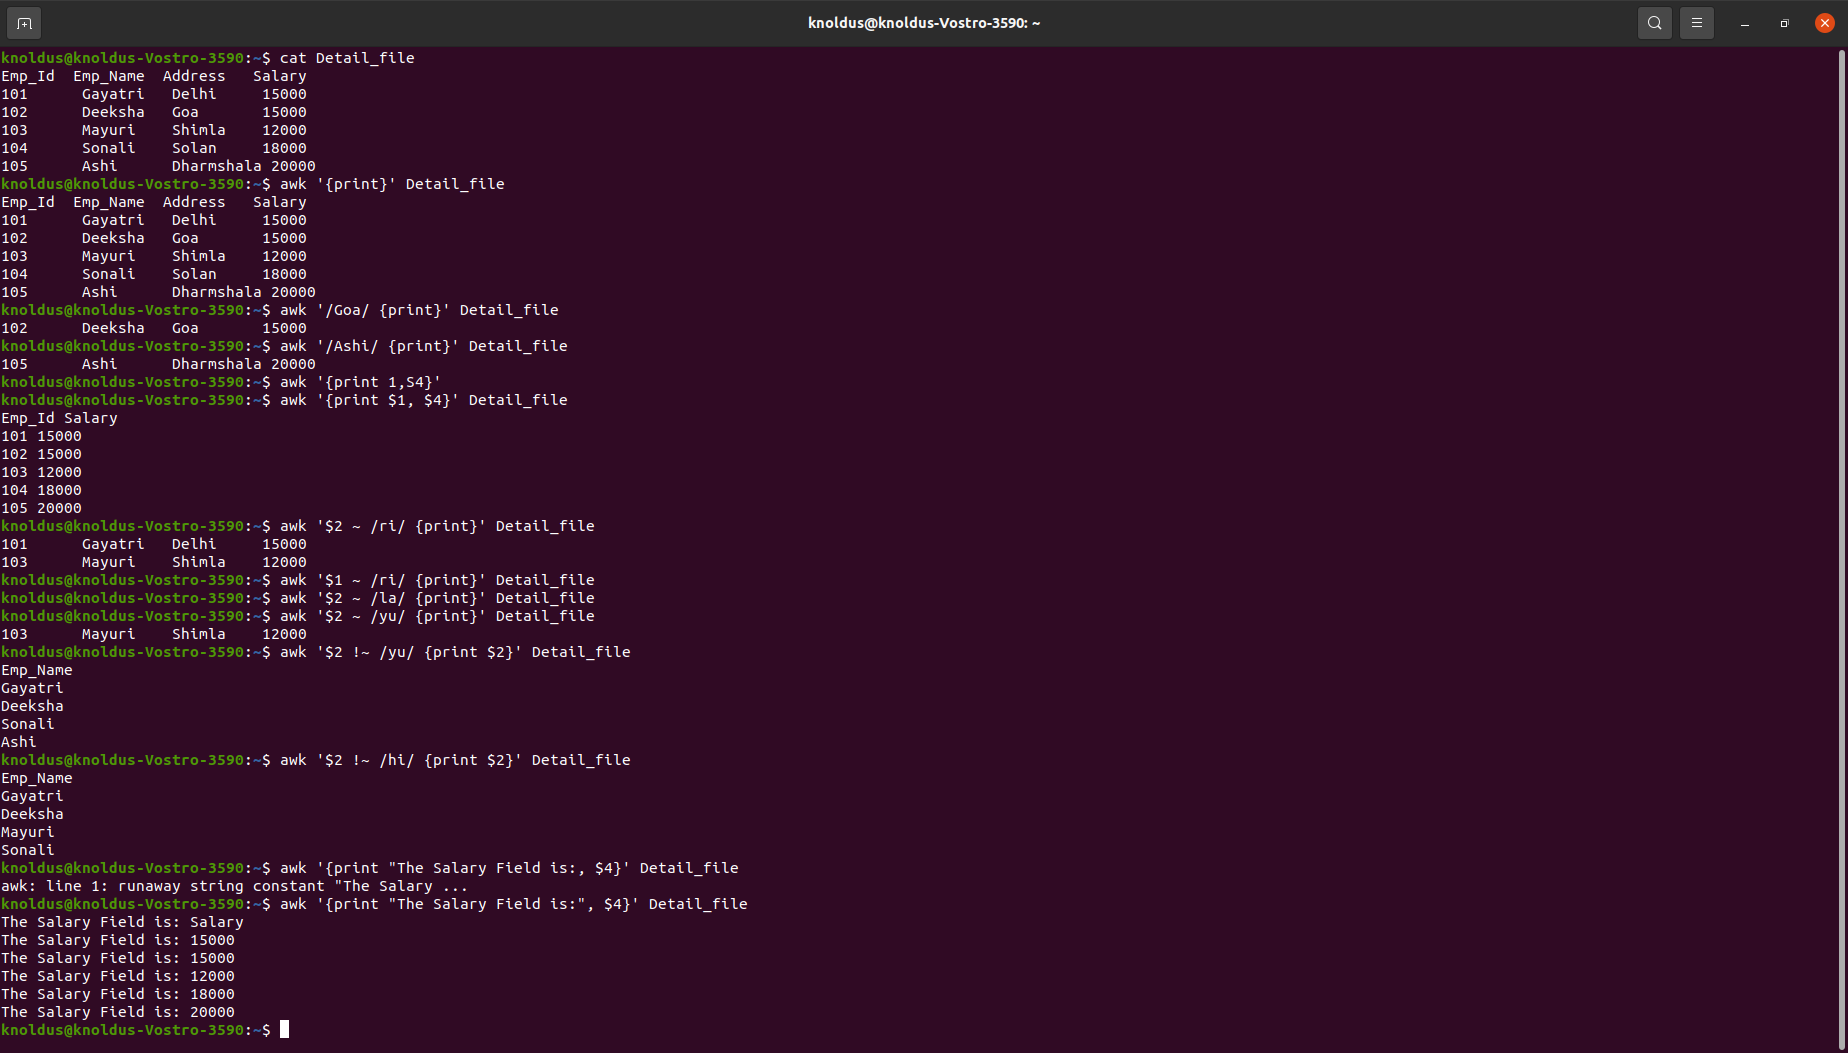 knoldus@knoldus-Vostro-3590: ~
knoldus@knoldus-Vostro-3590:~$ cat Detail_file
Emp_Id  Emp_Name  Address   Salary
101      Gayatri   Delhi     15000
102      Deeksha   Goa       15000
103      Mayuri    Shimla    12000
104      Sonali    Solan     18000
105      Ashi      Dharmshala 20000
knoldus@knoldus-Vostro-3590:~$ awk '{print}' Detail_file
Emp_Id  Emp_Name  Address   Salary
101      Gayatri   Delhi     15000
102      Deeksha   Goa       15000
103      Mayuri    Shimla    12000
104      Sonali    Solan     18000
105      Ashi      Dharmshala 20000
knoldus@knoldus-Vostro-3590:~$ awk '/Goa/ {print}' Detail_file
102      Deeksha   Goa       15000
knoldus@knoldus-Vostro-3590:~$ awk '/Ashi/ {print}' Detail_file
105      Ashi      Dharmshala 20000
knoldus@knoldus-Vostro-3590:~$ awk '{print 1,S4}'
knoldus@knoldus-Vostro-3590:~$ awk '{print $1, $4}' Detail_file
Emp_Id Salary
101 15000
102 15000
103 12000
104 18000
105 20000
knoldus@knoldus-Vostro-3590:~$ awk '$2 ~ /ri/ {print}' Detail_file
101      Gayatri   Delhi     15000
103      Mayuri    Shimla    12000
knoldus@knoldus-Vostro-3590:~$ awk '$1 ~ /ri/ {print}' Detail_file
knoldus@knoldus-Vostro-3590:~$ awk '$2 ~ /la/ {print}' Detail_file
knoldus@knoldus-Vostro-3590:~$ awk '$2 ~ /yu/ {print}' Detail_file
103      Mayuri    Shimla    12000
knoldus@knoldus-Vostro-3590:~$ awk '$2 !~ /yu/ {print $2}' Detail_file
Emp_Name
Gayatri
Deeksha
Sonali
Ashi
knoldus@knoldus-Vostro-3590:~$ awk '$2 !~ /hi/ {print $2}' Detail_file
Emp_Name
Gayatri
Deeksha
Mayuri
Sonali
knoldus@knoldus-Vostro-3590:~$ awk '{print "The Salary Field is:, $4}' Detail_file
awk: line 1: runaway string constant "The Salary ...
knoldus@knoldus-Vostro-3590:~$ awk '{print "The Salary Field is:", $4}' Detail_file
The Salary Field is: Salary
The Salary Field is: 15000
The Salary Field is: 15000
The Salary Field is: 12000
The Salary Field is: 18000
The Salary Field is: 20000
knoldus@knoldus-Vostro-3590:~$